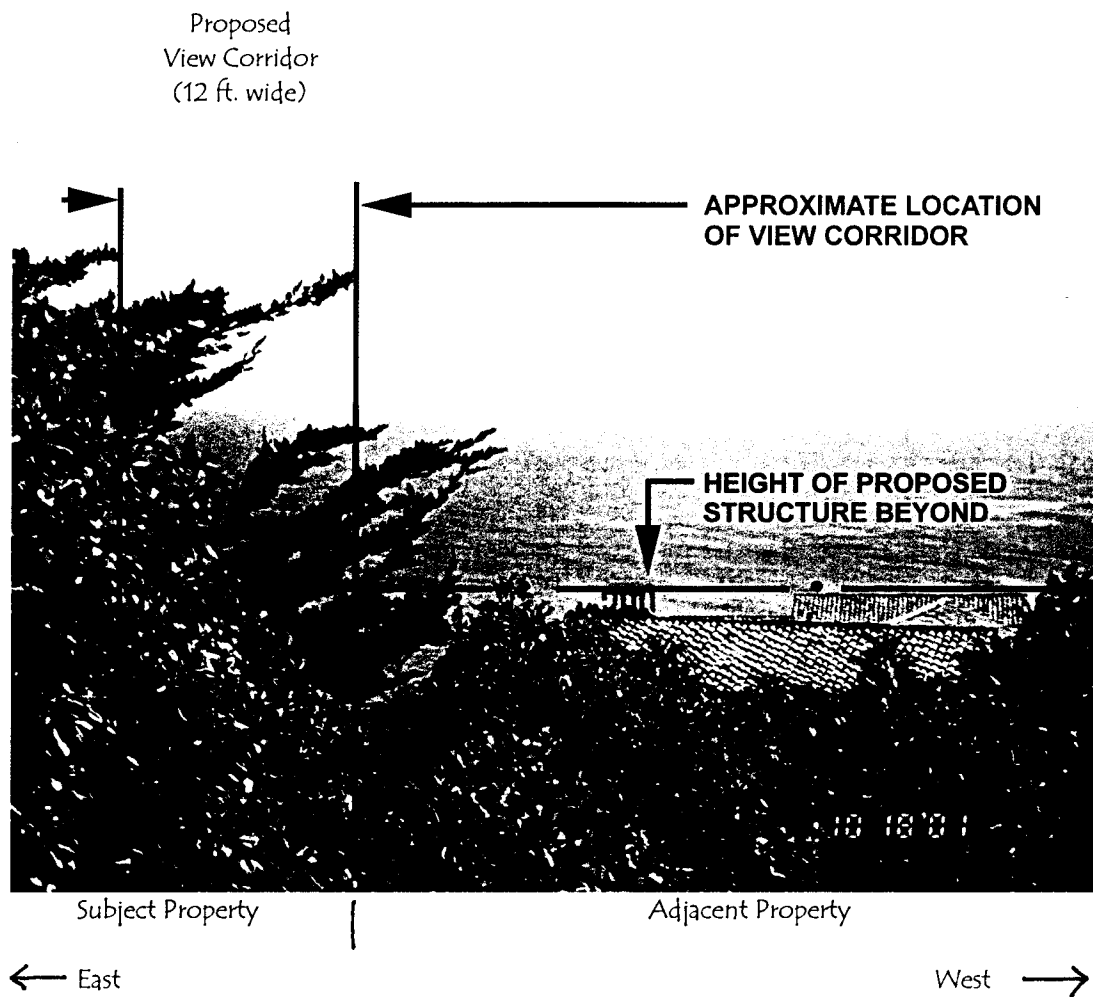 Proposed
View Corridor
(12 ft. wide)
APPROXIMATE LOCATION
OF VIEW CORRIDOR
HEIGHT OF PROPOSED
STRUCTURE BEYOND
10 18 '01
Subject Property
Adjacent Property
East
West